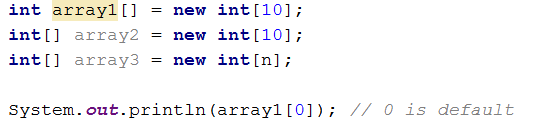 int array1[] = new int[10];
int[] array2 = new int[10];
int[] array3 = new int[n];
System.out.println(array1[0]); // 0 is default